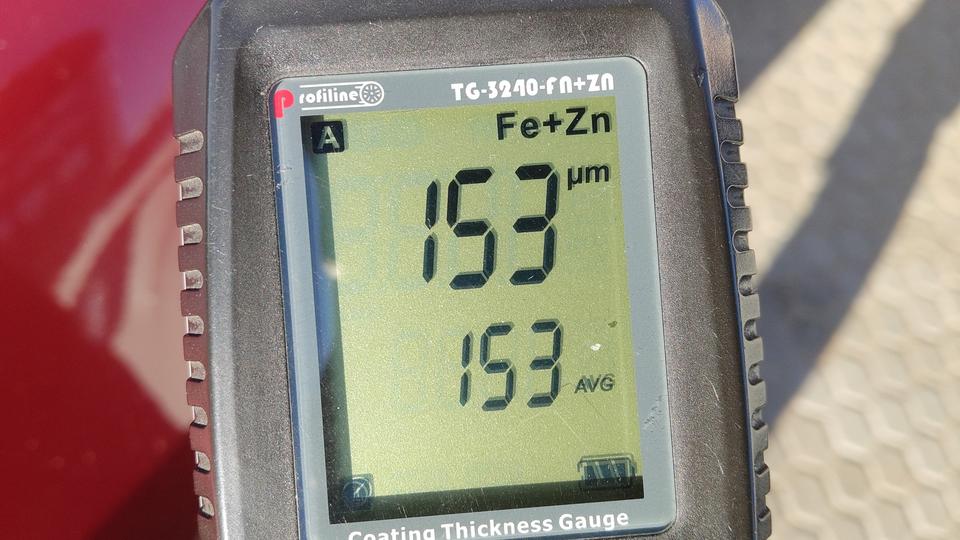 Profiline
TG-3240-FN+ZN
A
Fe+Zn
153 µm
153 AVG
Coating Thickness Gauge